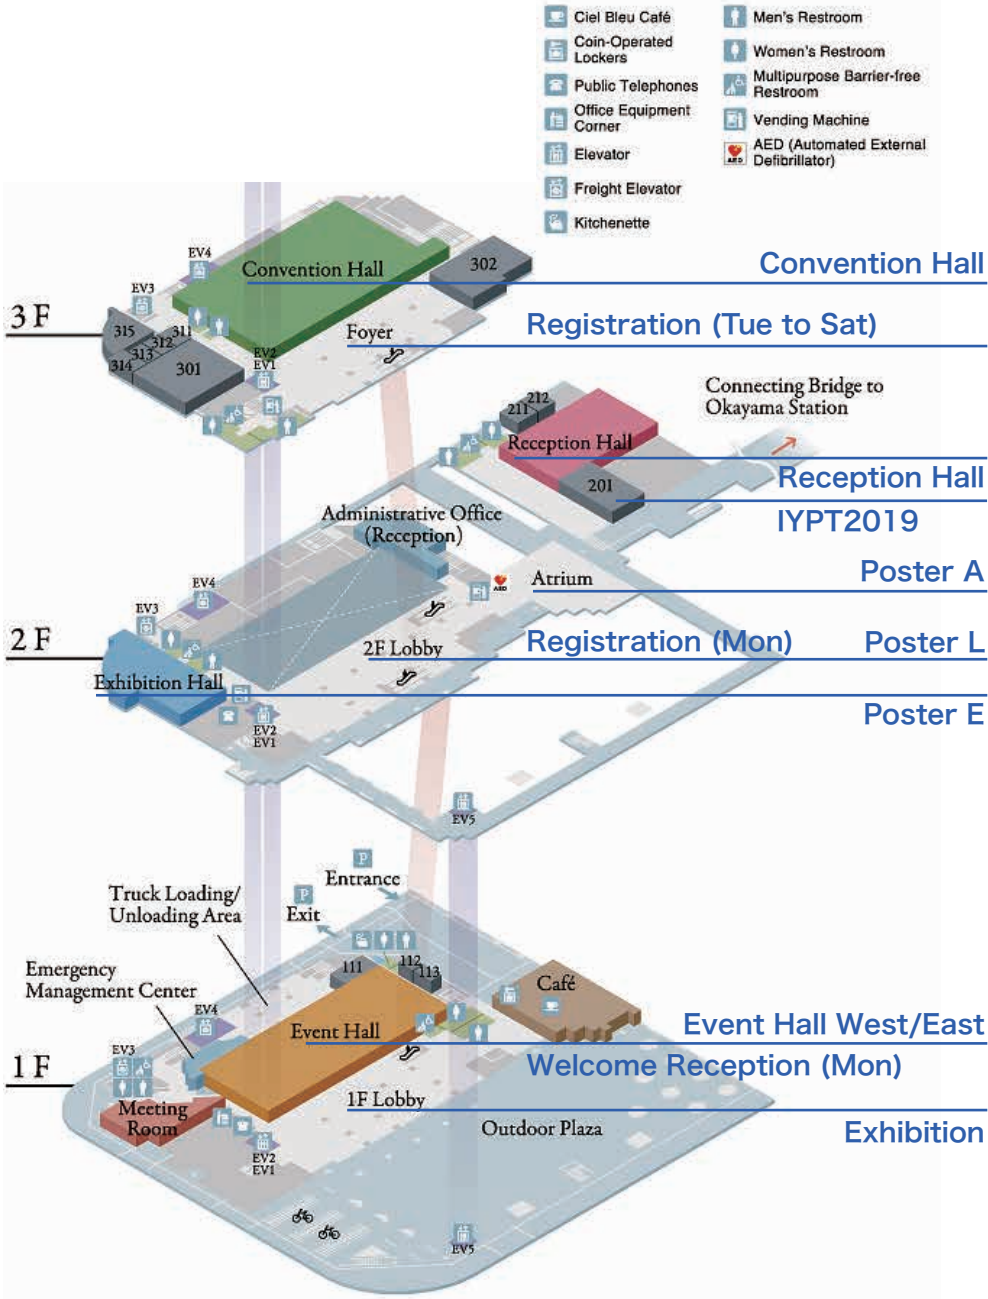 Ciel Bleu Café
Coin-Operated
Lockers
Public Telephones
Office Equipment
Corner
Elevator
Freight Elevator
Kitchenette
Men's Restroom
Women's Restroom
Multipurpose Barrier-free
Restroom
Vending Machine
AED
AED (Automated External
Defibrillator)
3 F
EV4
EV3
Convention Hall
302
315
311
312
313
314
301
Foyer
EV2
EV1
Convention Hall
Registration (Tue to Sat)
Connecting Bridge to
Okayama Station
212
211
Reception Hall
201
Reception Hall
IYPT2019
2 F
Administrative Office
(Reception)
EV4
EV3
AED
Atrium
2F Lobby
Exhibition Hall
EV2
EV1
EV5
Poster A
Registration (Mon)
Poster L
Poster E
1 F
P
Entrance
P
Exit
Truck Loading/
Unloading Area
Emergency
Management Center
111
112
113
Café
EV4
EV3
Event Hall
Meeting
Room
1F Lobby
EV2
EV1
Outdoor Plaza
EV5
Event Hall West/East
Welcome Reception (Mon)
Exhibition